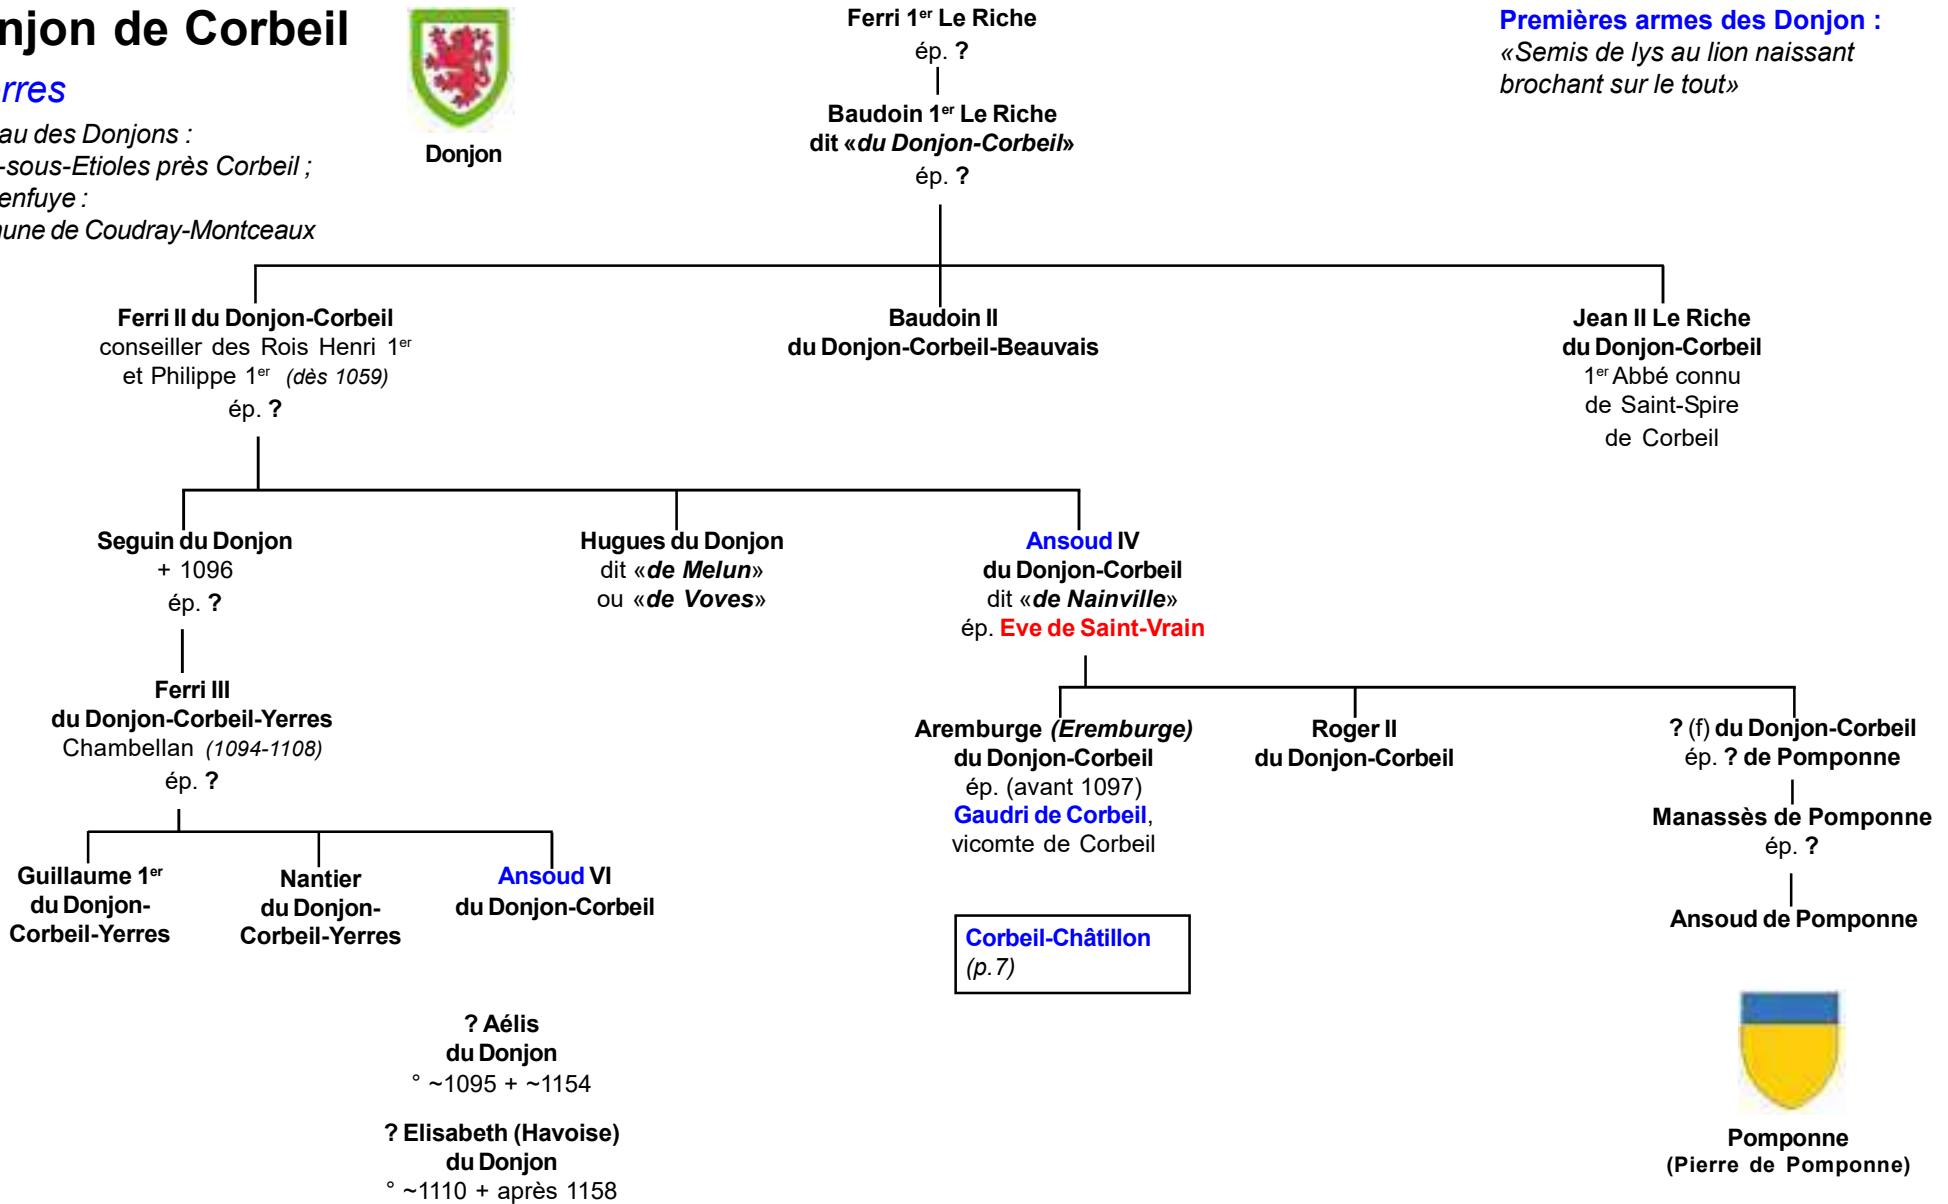 njon de Corbeil
rres
au des Donjons :
-sous-Etioles près Corbeil ;
enfuye :
nune de Coudray-Montceaux
Donjon
Ferri 1er Le Riche
ép. ?
Baudoin 1er Le Riche
dit «du Donjon-Corbeil»
ép. ?
Premières armes des Donjon :
«Semis de lys au lion naissant
brochant sur le tout»
Ferri II du Donjon-Corbeil
conseiller des Rois Henri 1er
et Philippe 1er (dès 1059)
ép. ?
Baudoin II
du Donjon-Corbeil-Beauvais
Jean II Le Riche
du Donjon-Corbeil
1er Abbé connu
de Saint-Spire
de Corbeil
Seguin du Donjon
+ 1096
ép. ?
Hugues du Donjon
dit «de Melun»
ou «de Voves»
Ansoud IV
du Donjon-Corbeil
dit «de Nainville»
ép. Eve de Saint-Vrain
Ferri III
du Donjon-Corbeil-Yerres
Chambellan (1094-1108)
ép. ?
Aremburge (Eremburge)
du Donjon-Corbeil
ép. (avant 1097)
Gaudri de Corbeil,
vicomte de Corbeil
Roger II
du Donjon-Corbeil
? (f) du Donjon-Corbeil
ép. ? de Pomponne
Manassès de Pomponne
ép. ?
Ansoud de Pomponne
Guillaume 1er
du Donjon-
Corbeil-Yerres
Nantier
du Donjon-
Corbeil-Yerres
Ansoud VI
du Donjon-Corbeil
Corbeil-Châtillon
(p.7)
? Aélis
du Donjon
° ~1095 + ~1154
? Elisabeth (Havoise)
du Donjon
° ~1110 + après 1158
Pomponne
(Pierre de Pomponne)